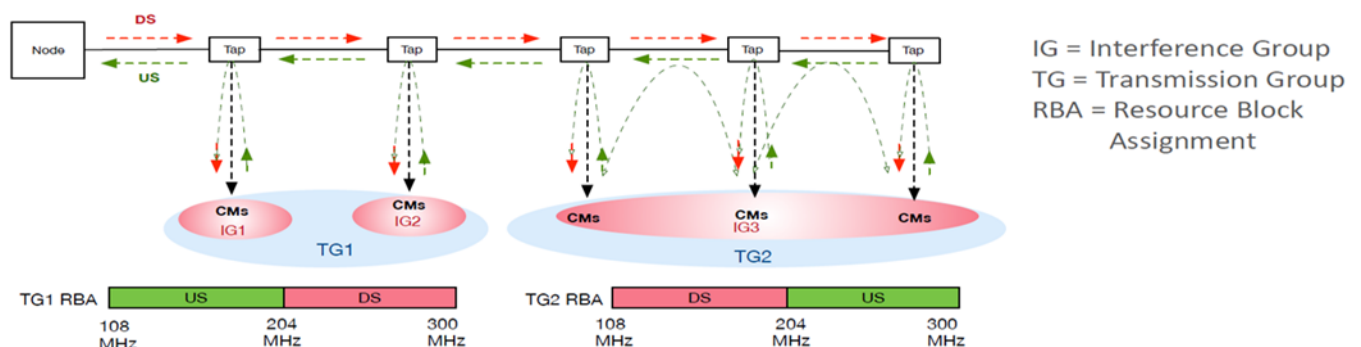 DS
Node
Tap
Tap
Tap
Tap
Tap
US
IG = Interference Group
TG = Transmission Group
RBA = Resource Block
Assignment
CMs
IG1
CMs
IG2
TG1
CMs
CMs
IG3
CMs
TG2
TG1 RBA
US
DS
108
MHz
204
MHz
300
MHz
TG2 RBA
DS
US
108
MHz
204
MHz
300
MHz